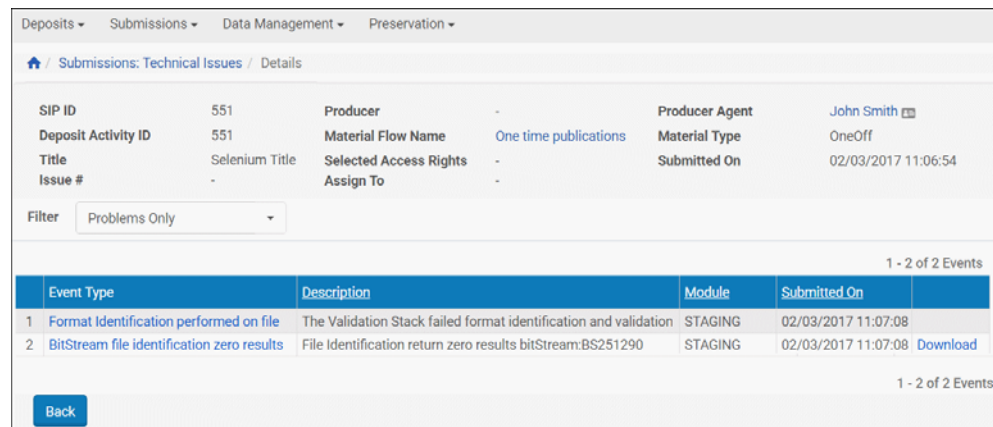 Deposits Submissions Data Management Preservation
/ Submissions: Technical Issues / Details
SIP ID 551 Producer - Producer Agent John Smith
Deposit Activity ID 551 Material Flow Name One time publications Material Type OneOff
Title Selenium Title Selected Access Rights - Submitted On 02/03/2017 11:06:54
Issue # - Assign To -
Filter Problems Only
1 - 2 of 2 Events
Event Type Description Module Submitted On
1 Format Identification performed on file The Validation Stack failed format identification and validation STAGING 02/03/2017 11:07:08
2 BitStream file identification zero results File Identification return zero results bitStream:BS251290 STAGING 02/03/2017 11:07:08 Download
1 - 2 of 2 Events
Back